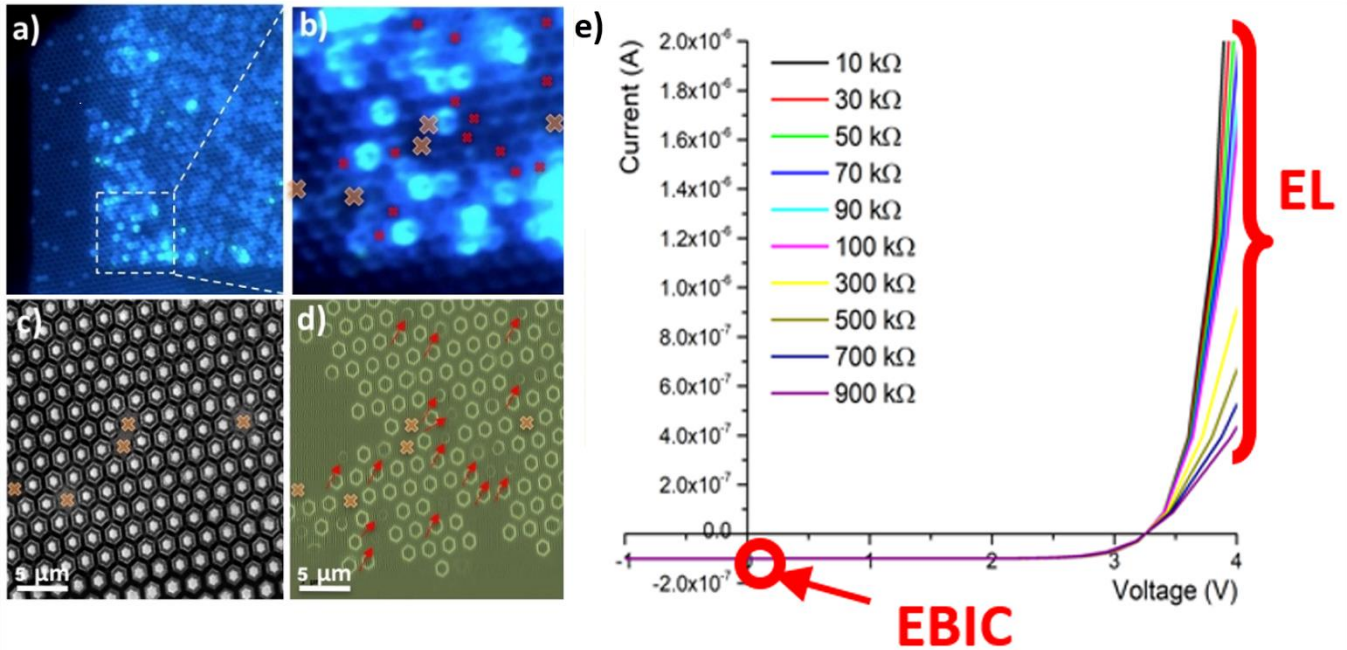 a)
b)
c)
5 μm
d)
5 μm
e)
Current (A)
2.0x10⁻⁶
1.8x10⁻⁶
1.6x10⁻⁶
1.4x10⁻⁶
1.2x10⁻⁶
1.0x10⁻⁶
8.0x10⁻⁷
6.0x10⁻⁷
4.0x10⁻⁷
2.0x10⁻⁷
0.0
-2.0x10⁻⁷
10 kΩ
30 kΩ
50 kΩ
70 kΩ
90 kΩ
100 kΩ
300 kΩ
500 kΩ
700 kΩ
900 kΩ
EL
-1
1
2
3
4
Voltage (V)
EBIC